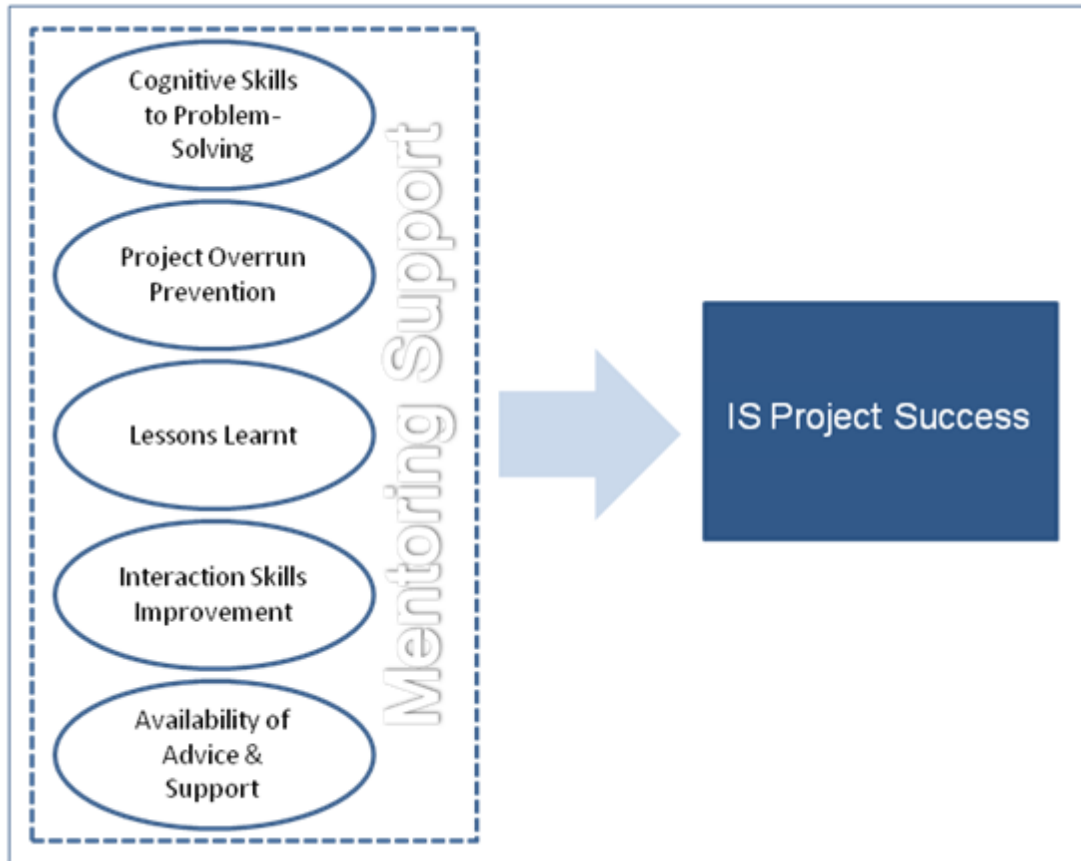 Cognitive Skills
to Problem-
Solving
Project Overrun
Prevention
Lessons Learnt
Interaction Skills
Improvement
Availability of
Advice &
Support
Mentoring Support
IS Project Success